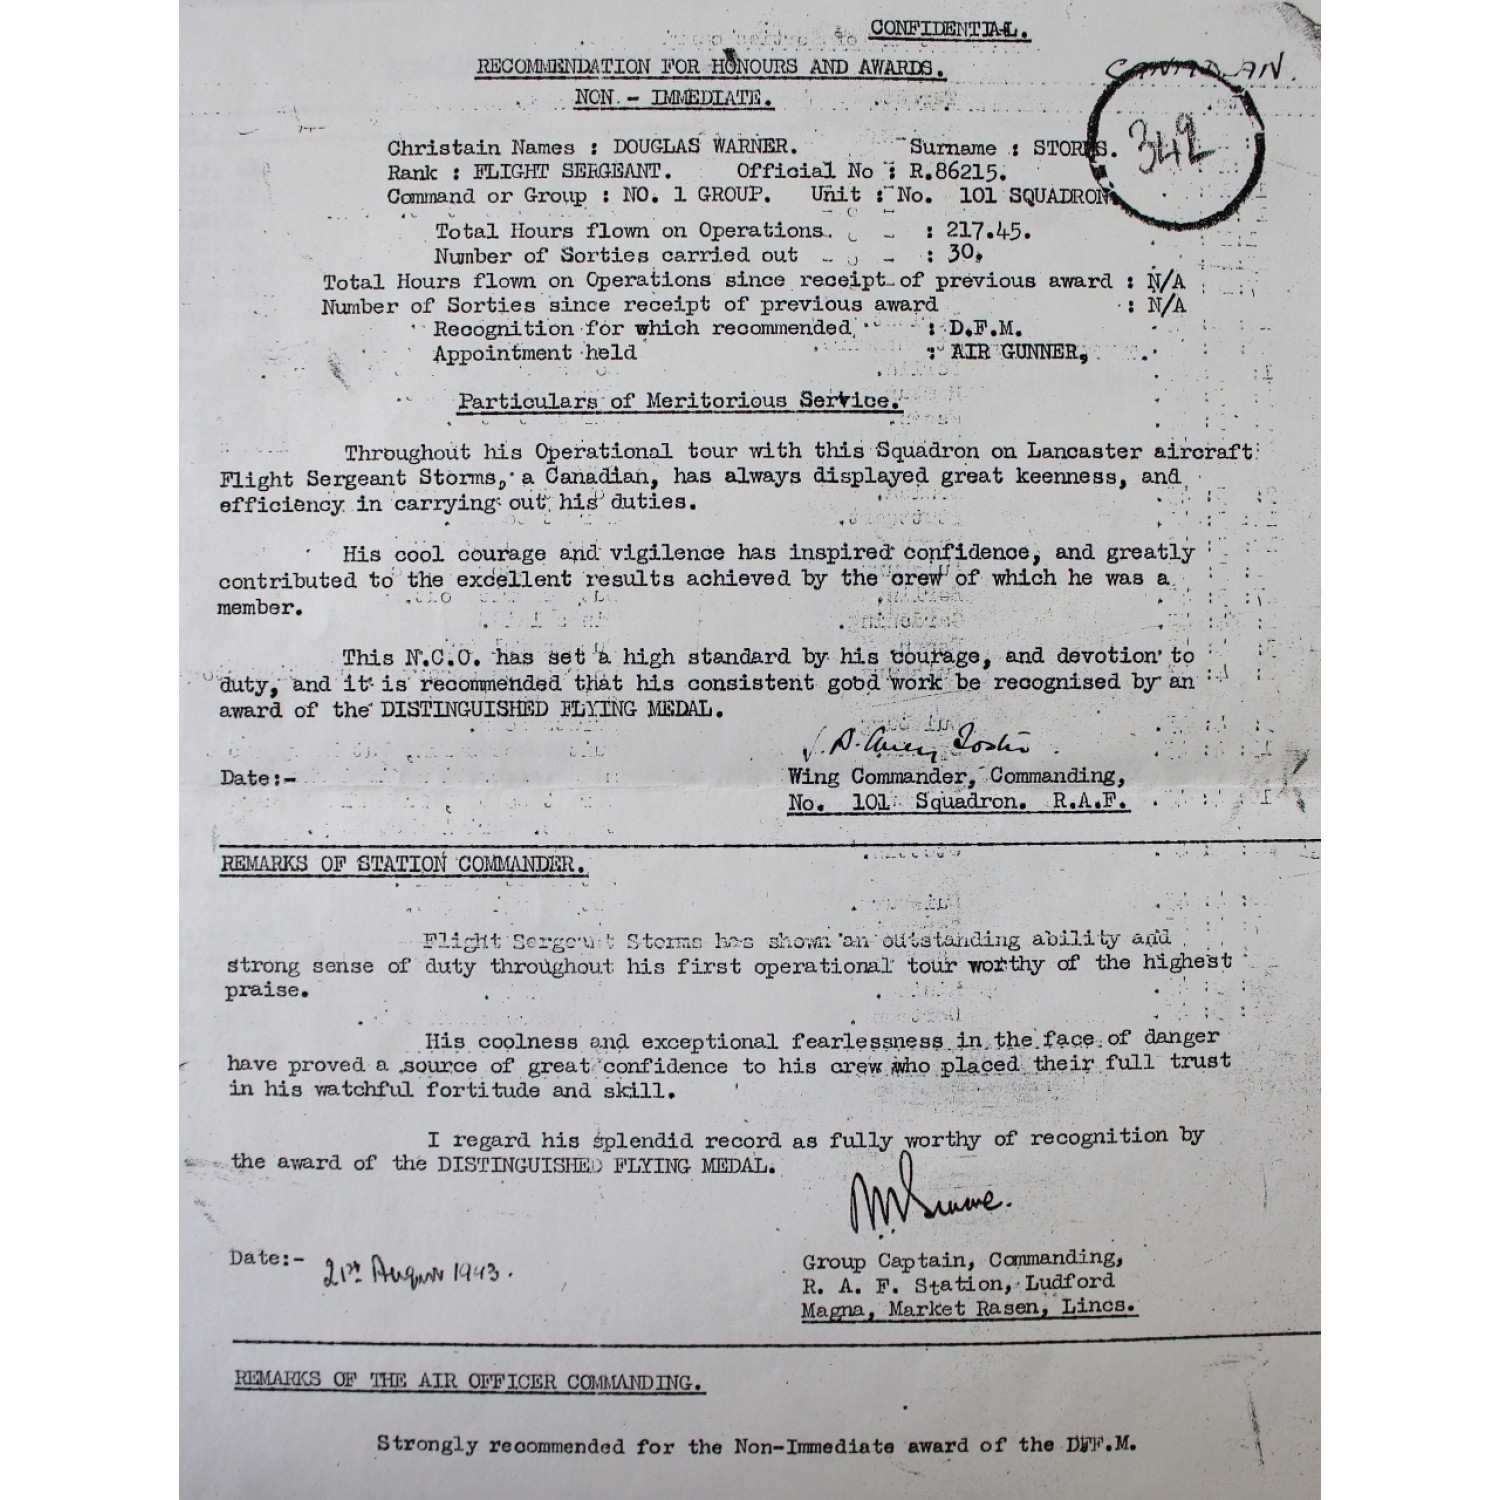 CONFIDENTIAL.
RECOMMENDATION FOR HONOURS AND AWARDS.
CANADIAN.
NON. - IMMEDIATE.
342
Christain Names : DOUGLAS WARNER. Surname : STORMS.
Rank : FLIGHT SERGEANT. Official No : R.86215.
Command or Group : NO. 1 GROUP. Unit : No. 101 SQUADRON
Total Hours flown on Operations. : 217.45.
Number of Sorties carried out : 30.
Total Hours flown on Operations since receipt of previous award : N/A
Number of Sorties since receipt of previous award : N/A
Recognition for which recommended : D.F.M.
Appointment held : AIR GUNNER,
Particulars of Meritorious Service.
Throughout his Operational tour with this Squadron on Lancaster aircraft
Flight Sergeant Storms, a Canadian, has always displayed great keenness, and
efficiency in carrying out his duties.
His cool courage and vigilence has inspired confidence, and greatly
contributed to the excellent results achieved by the crew of which he was a
member.
This N.C.O. has set a high standard by his courage, and devotion to
duty, and it is recommended that his consistent good work be recognised by an
award of the DISTINGUISHED FLYING MEDAL.
Date:-
Wing Commander, Commanding,
No. 101 Squadron. R.A.F.
REMARKS OF STATION COMMANDER.
Flight Sergeant Storms has shown an outstanding ability and
strong sense of duty throughout his first operational tour worthy of the highest
praise.
His coolness and exceptional fearlessness in the face of danger
have proved a source of great confidence to his crew who placed their full trust
in his watchful fortitude and skill.
I regard his splendid record as fully worthy of recognition by
the award of the DISTINGUISHED FLYING MEDAL.
Date:- 21st August 1943.
Group Captain, Commanding,
R. A. F. Station, Ludford
Magna, Market Rasen, Lincs.
REMARKS OF THE AIR OFFICER COMMANDING.
Strongly recommended for the Non-Immediate award of the D.F.M.